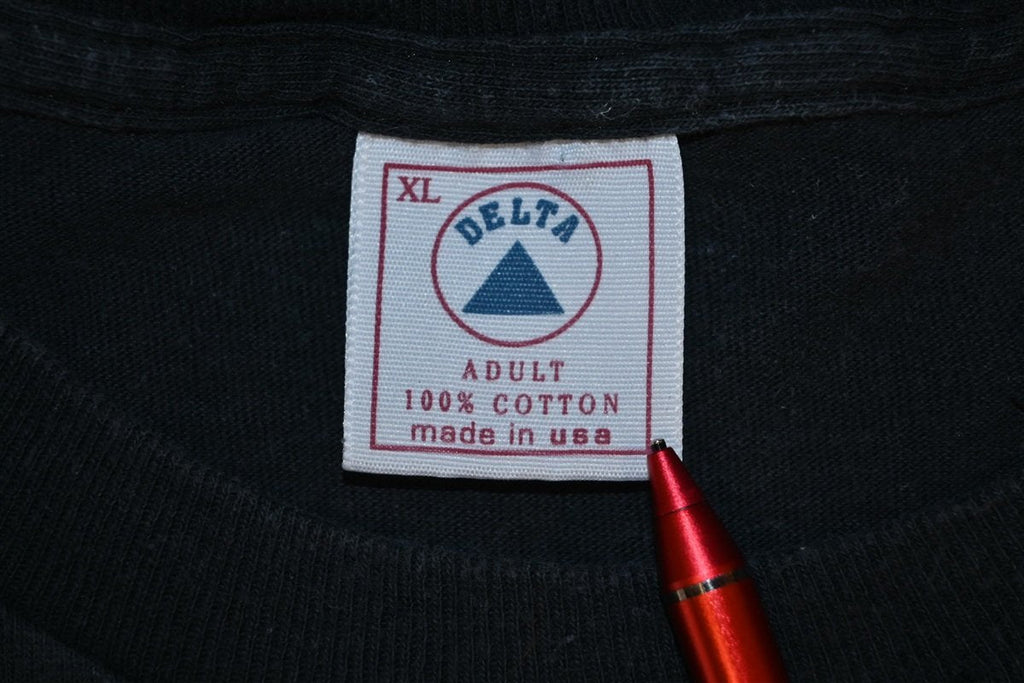 XL
DELTA
ADULT
100% COTTON
made in usa